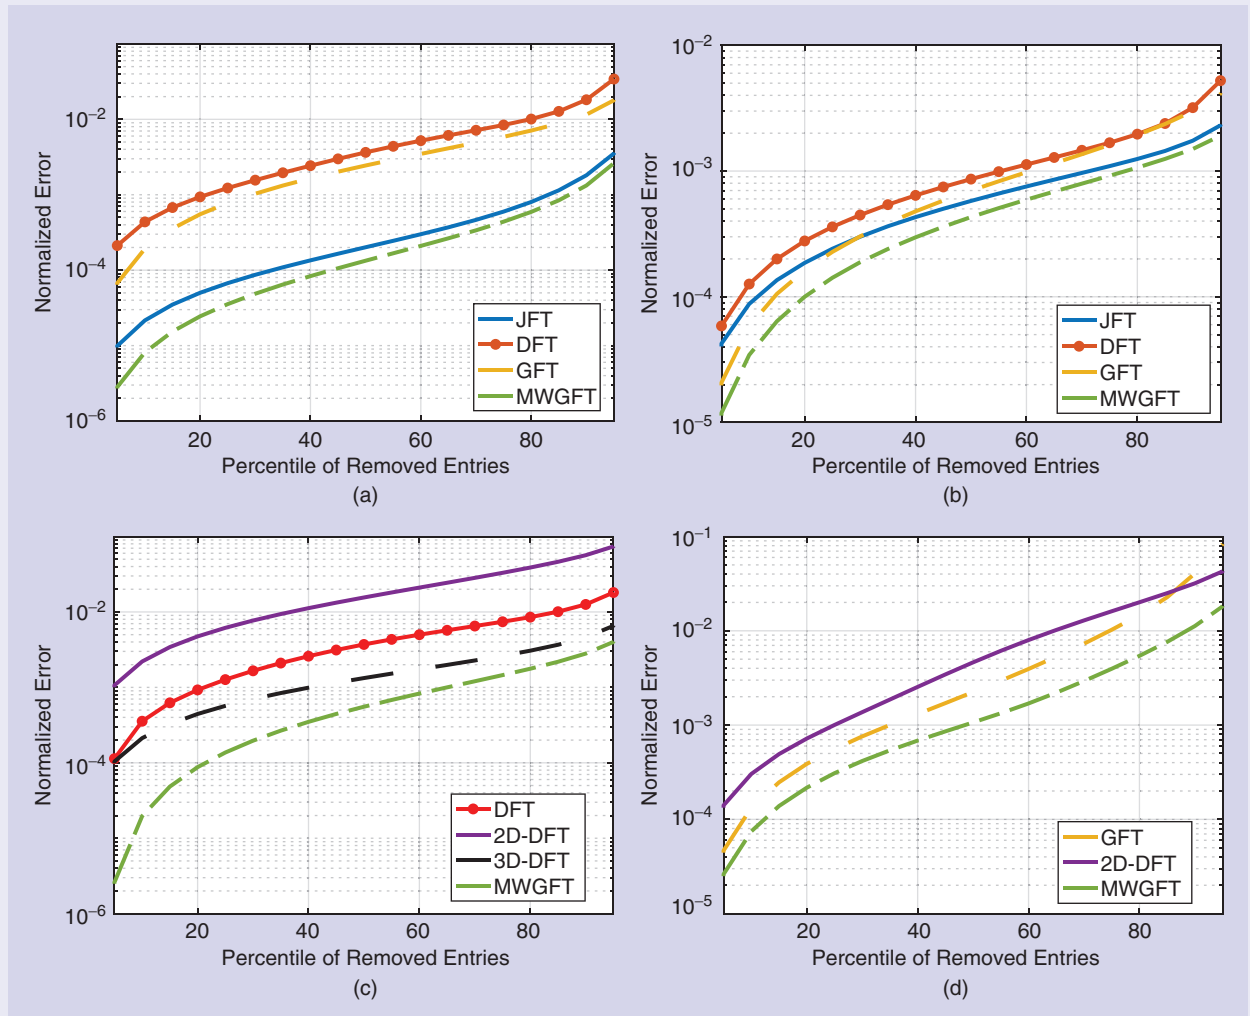 10⁻²
10⁻⁴
10⁻⁶
Normalized Error
20 40 60 80
Percentile of Removed Entries
(a)
JFT
DFT
GFT
MWGFT
10⁻²
10⁻³
10⁻⁴
10⁻⁵
Normalized Error
20 40 60 80
Percentile of Removed Entries
(b)
JFT
DFT
GFT
MWGFT
10⁻²
10⁻⁴
10⁻⁶
Normalized Error
20 40 60 80
Percentile of Removed Entries
(c)
DFT
2D-DFT
3D-DFT
MWGFT
10⁻¹
10⁻²
10⁻³
10⁻⁴
10⁻⁵
Normalized Error
20 40 60 80
Percentile of Removed Entries
(d)
GFT
2D-DFT
MWGFT